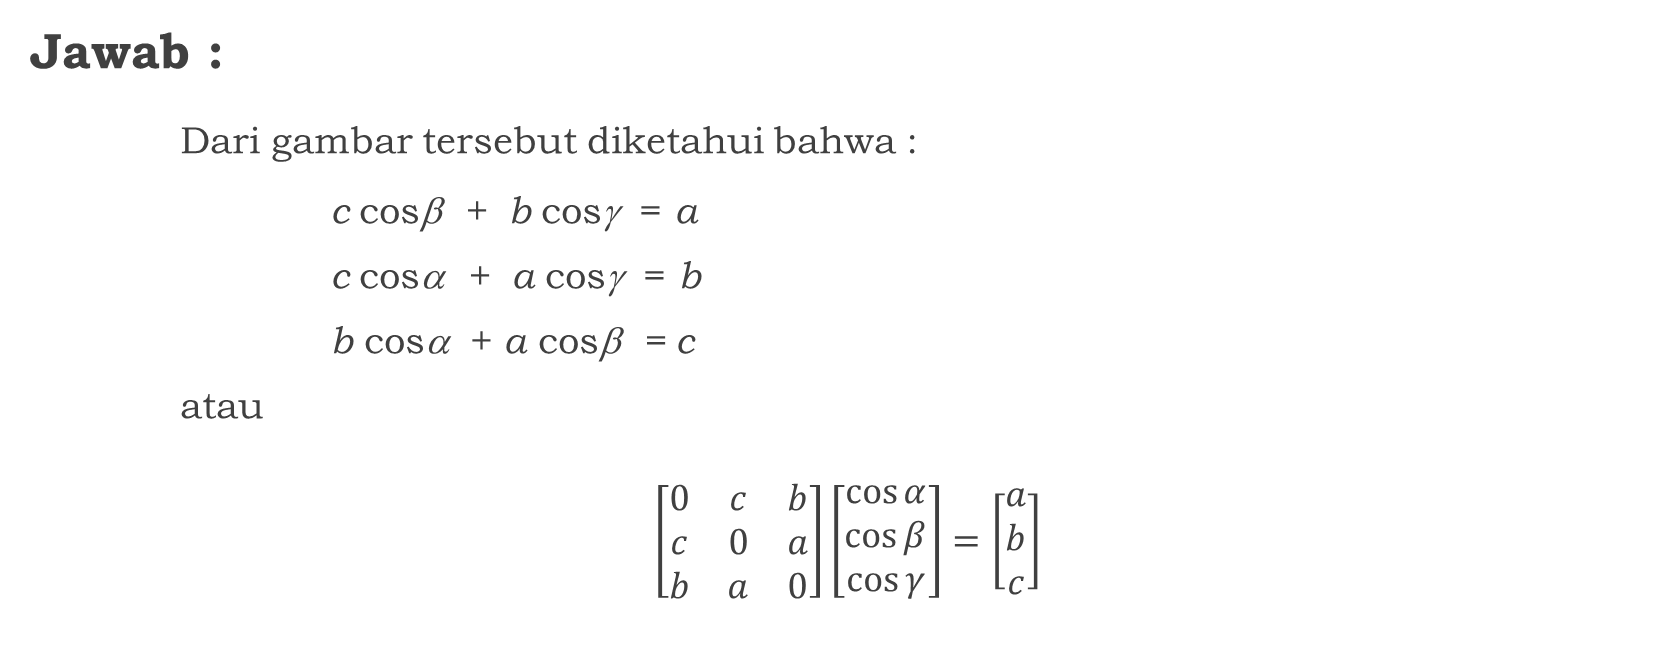 Jawab :
Dari gambar tersebut diketahui bahwa :
c cosβ + b cosγ = a
c cosα + a cosγ = b
b cosα + a cosβ = c
atau
[0 c b] [cos α] [a]
[c 0 a] [cos β] = [b]
[b a 0] [cos γ] [c]